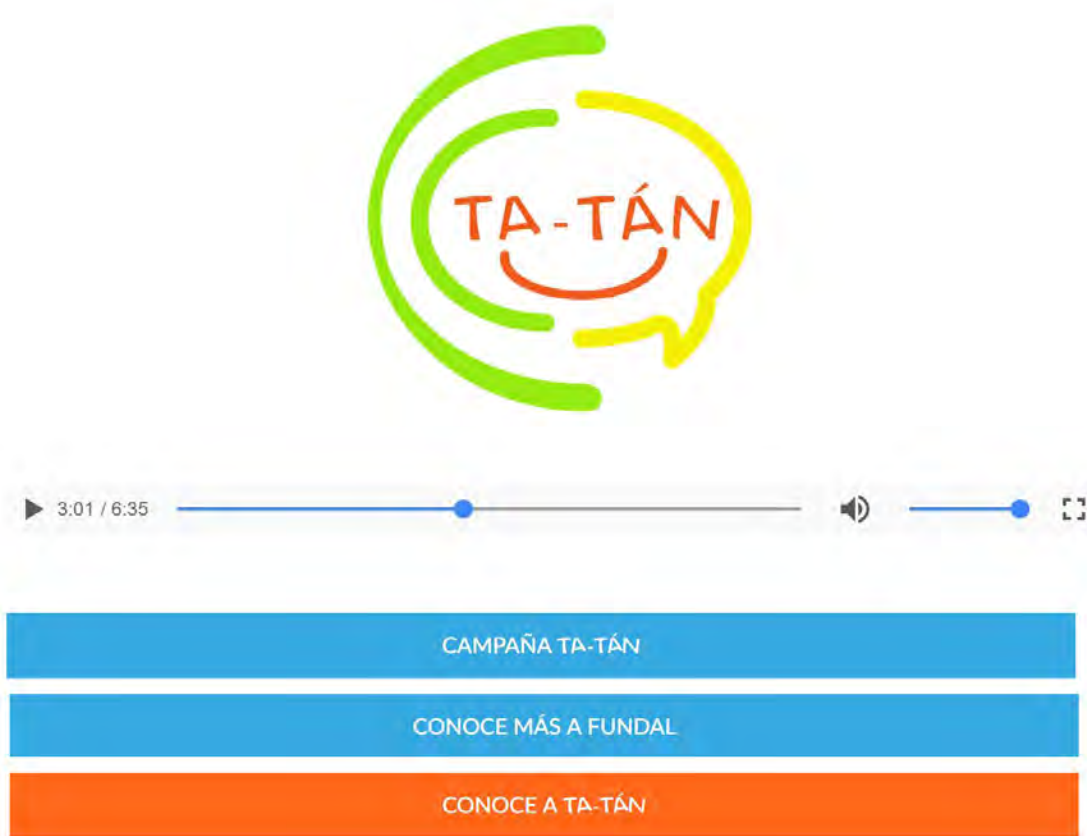 TA-TÁN
3:01 / 6:35
CAMPAÑA TA-TÁN
CONOCE MÁS A FUNDAL
CONOCE A TA-TÁN